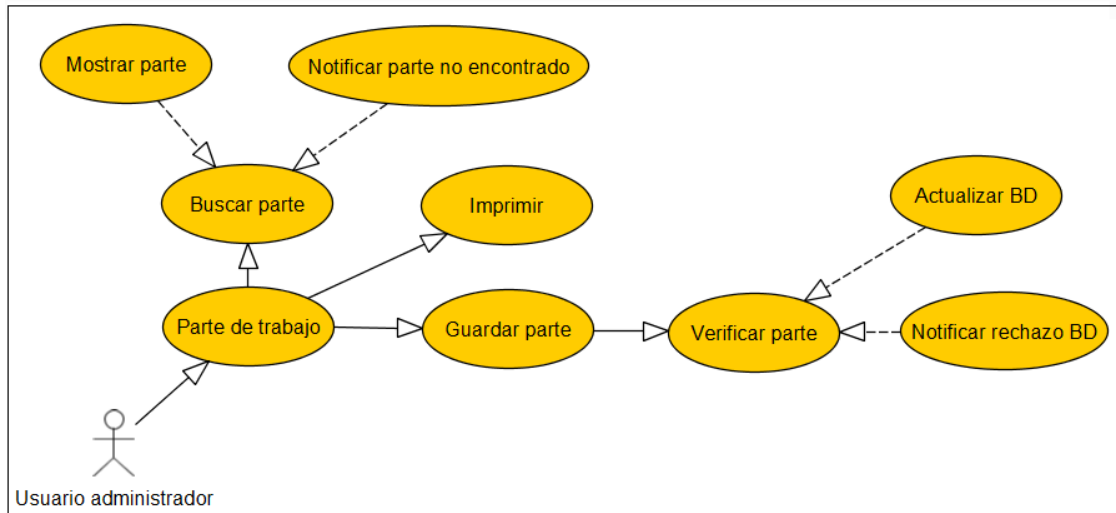 Mostrar parte
Notificar parte no encontrado
Buscar parte
Imprimir
Actualizar BD
Parte de trabajo
Guardar parte
Verificar parte
Notificar rechazo BD
Usuario administrador